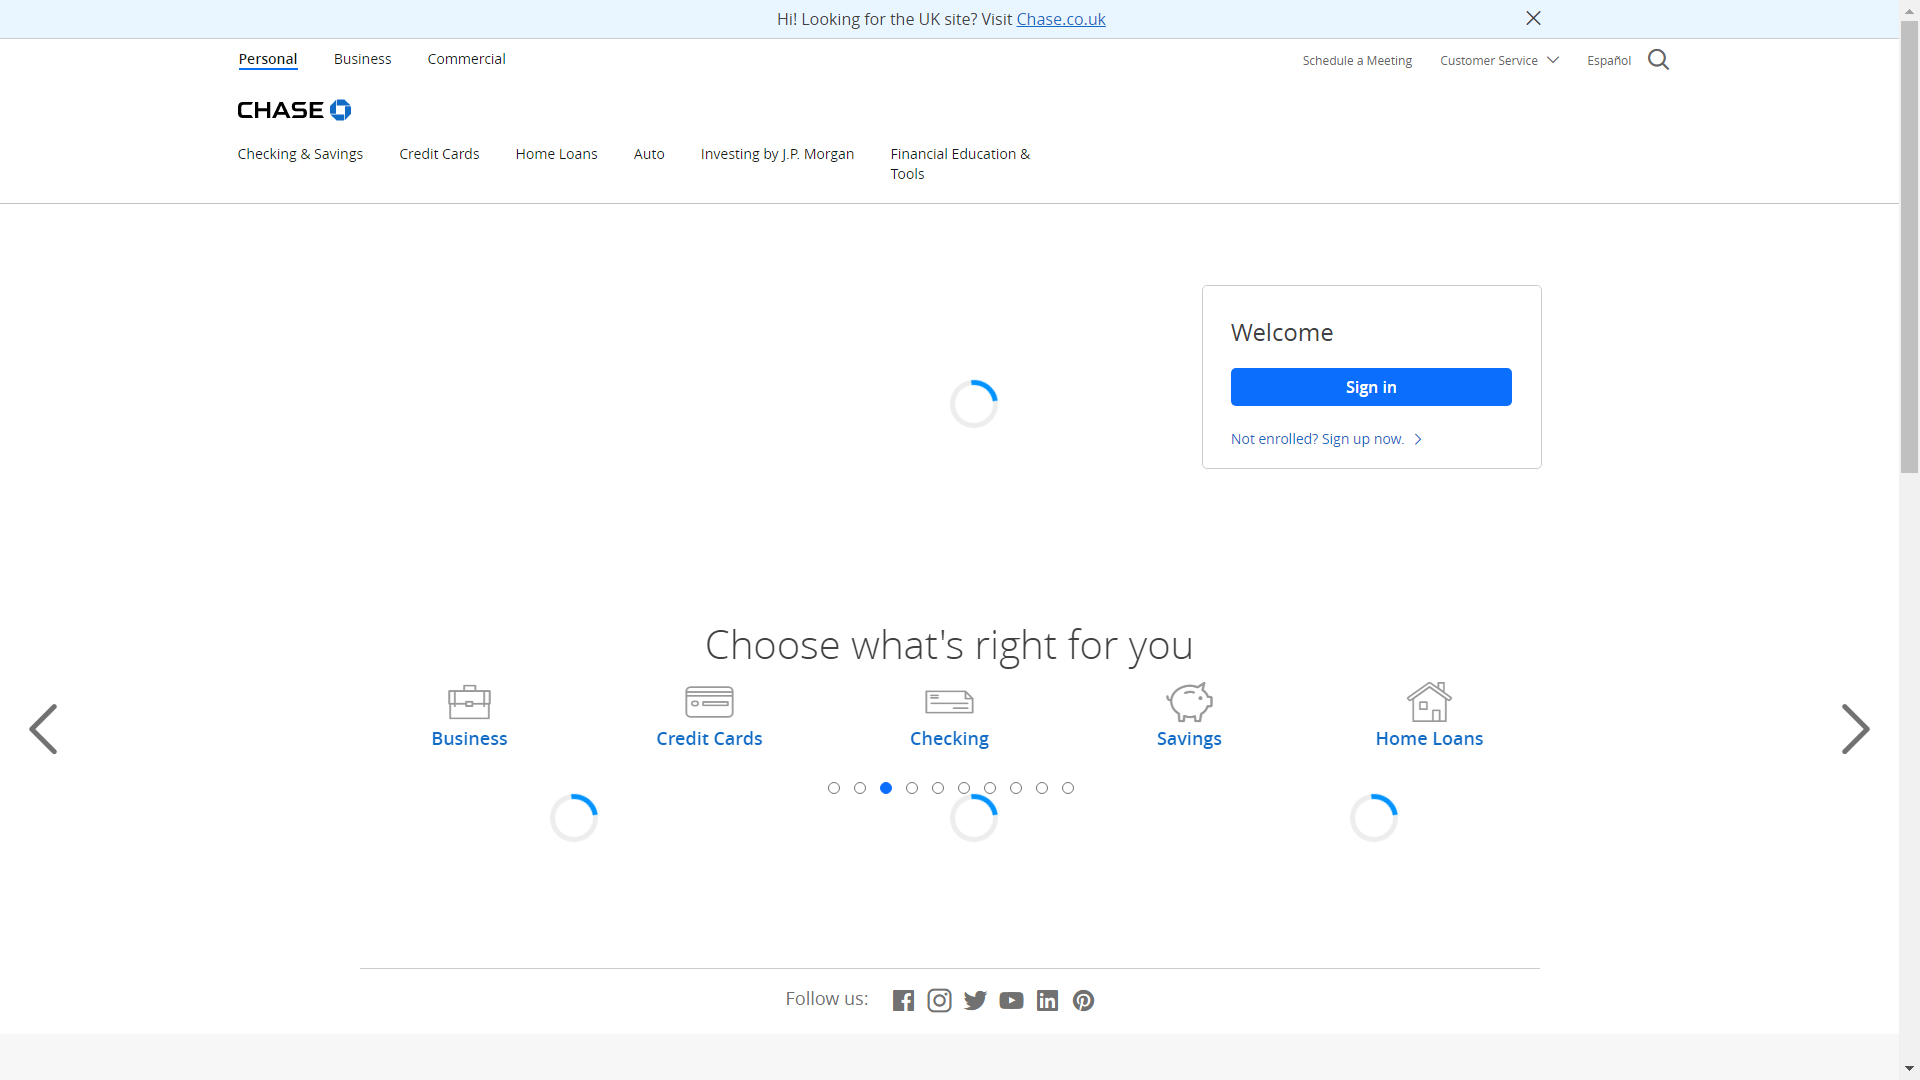 Hi! Looking for the UK site? Visit Chase.co.uk
Personal Business Commercial
Schedule a Meeting Customer Service Español
CHASE
Checking & Savings Credit Cards Home Loans Auto Investing by J.P. Morgan Financial Education &
Tools
Welcome
Sign in
Not enrolled? Sign up now.
Choose what's right for you
Business Credit Cards Checking Savings Home Loans
Follow us: